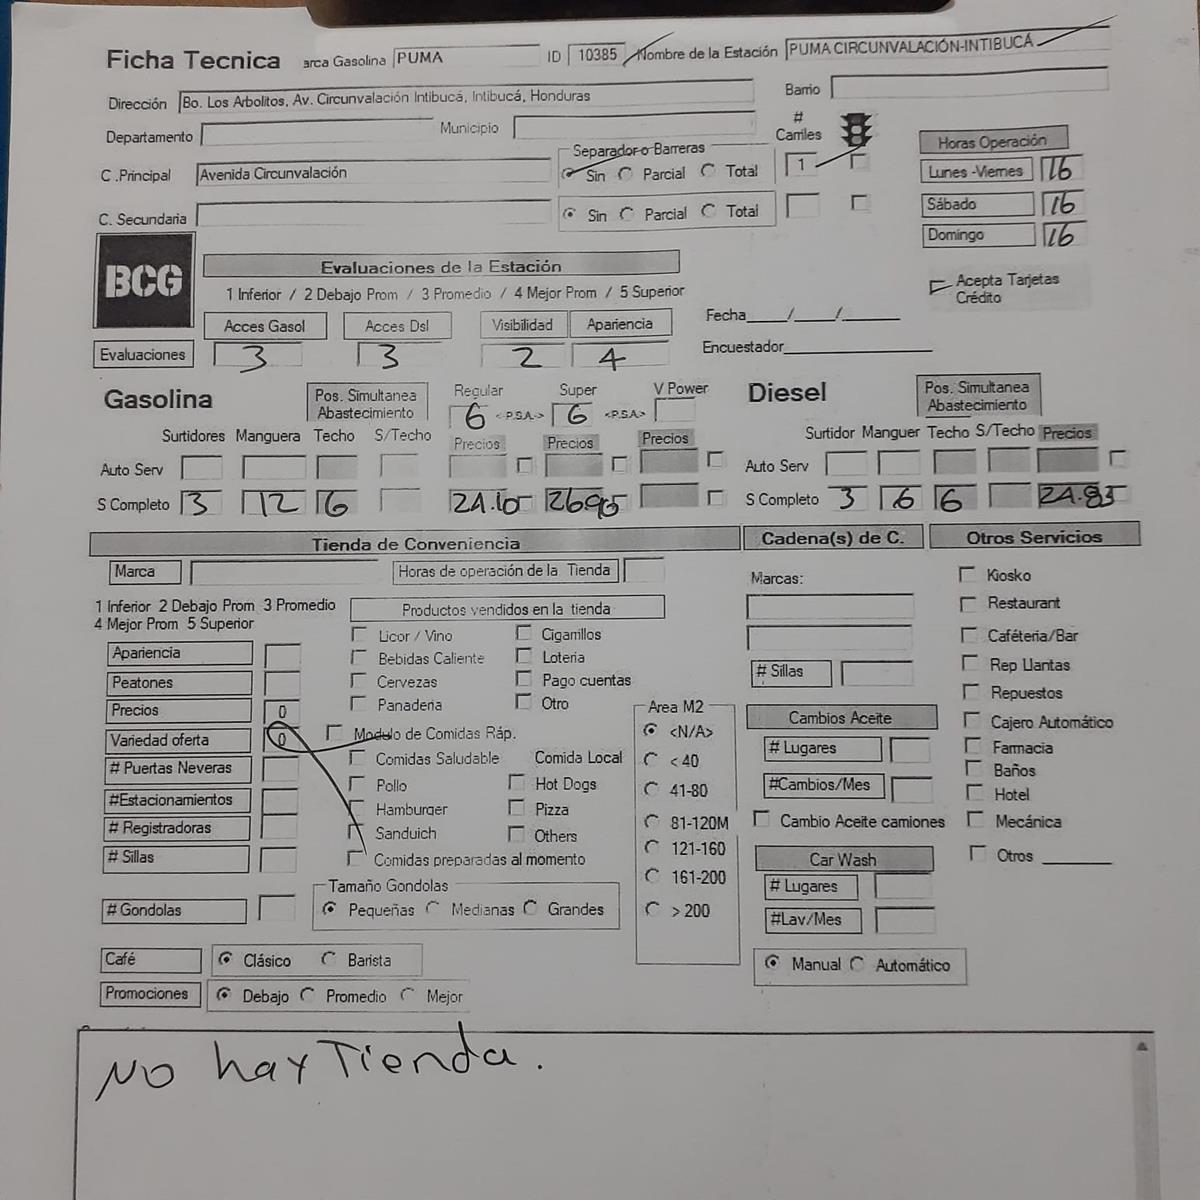 Ficha Tecnica arca Gasolina PUMA ID 10385 Nombre de la Estación PUMA CIRCUNVALACIÓN-INTIBUCÁ
Dirección Bo. Los Arbolitos, Av. Circunvalación Intibucá, Intibucá, Honduras Barrio
Departamento Municipio # Carriles
Separador o Barreras Horas Operación
C .Principal Avenida Circunvalación Sin Parcial Total 1 Lunes -Viernes 16
C. Secundaria Sin Parcial Total Sábado 16
Domingo 16
BCG Evaluaciones de la Estación
1 Inferior / 2 Debajo Prom / 3 Promedio / 4 Mejor Prom / 5 Superior Acepta Tarjetas Crédito
Acces Gasol Acces Dsl Visibilidad Apariencia Fecha____/____/______
Evaluaciones 3 3 2 4 Encuestador________________
Gasolina Pos. Simultanea Abastecimiento Regular Super V Power Diesel Pos. Simultanea Abastecimiento
6 <-P.S.A.-> 6 <P.S.A>
Surtidores Manguera Techo S/Techo Precios Precios Precios Surtidor Manguer Techo S/Techo Precios
Auto Serv Auto Serv
S Completo 3 12 6 24.10 26.95 S Completo 3 6 6 24.83
Tienda de Conveniencia Cadena(s) de C. Otros Servicios
Marca Horas de operación de la Tienda Marcas: Kiosko
1 Inferior 2 Debajo Prom 3 Promedio Productos vendidos en la tienda Restaurant
4 Mejor Prom 5 Superior Licor / Vino Cigarrillos Caféteria/Bar
Apariencia Bebidas Caliente Loteria # Sillas Rep Llantas
Peatones Cervezas Pago cuentas Repuestos
Precios 0 Panaderia Otro Area M2 Cambios Aceite Cajero Automático
Variedad oferta 0 Modulo de Comidas Ráp. <N/A> # Lugares Farmacia
# Puertas Neveras Comidas Saludable Comida Local < 40 Baños
#Estacionamientos Pollo Hot Dogs 41-80 #Cambios/Mes Hotel
# Registradoras Hamburger Pizza 81-120M Cambio Aceite camiones Mecánica
# Sillas Sanduich Others 121-160 Car Wash Otros ________
Comidas preparadas al momento 161-200 # Lugares
Tamaño Gondolas
# Gondolas Pequeñas Medianas Grandes > 200 #Lav/Mes
Café Clásico Barista Manual Automático
Promociones Debajo Promedio Mejor
No hay Tienda.